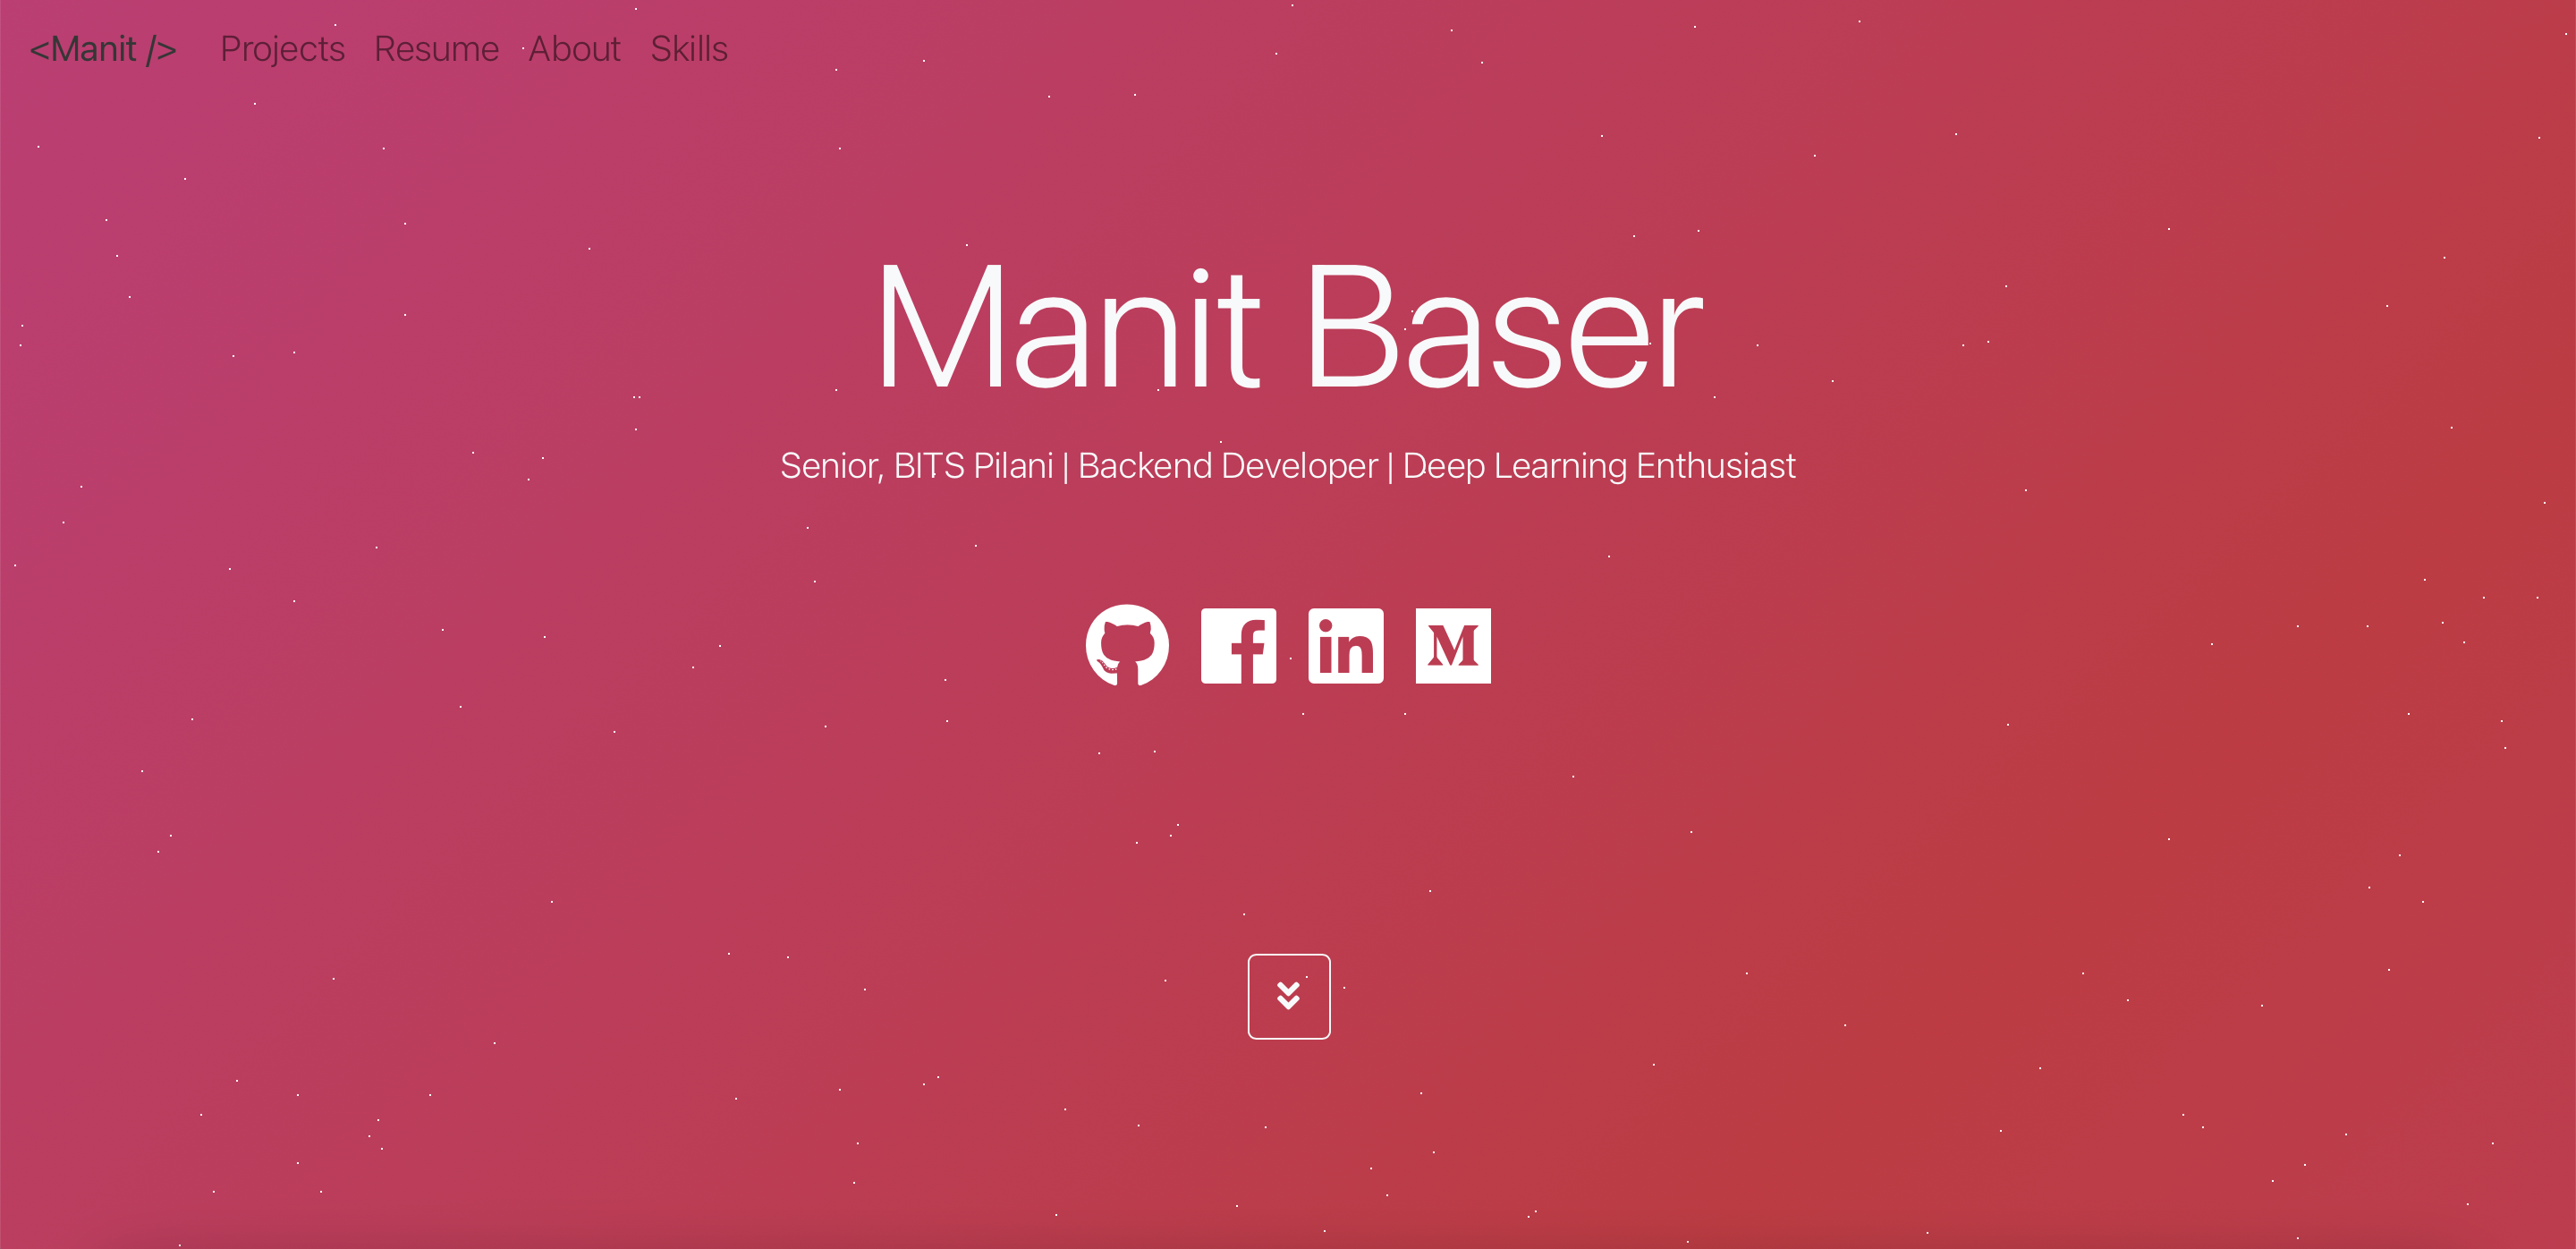 <Manit /> Projects Resume About Skills
Manit Baser
Senior, BITS Pilani | Backend Developer | Deep Learning Enthusiast
f in M